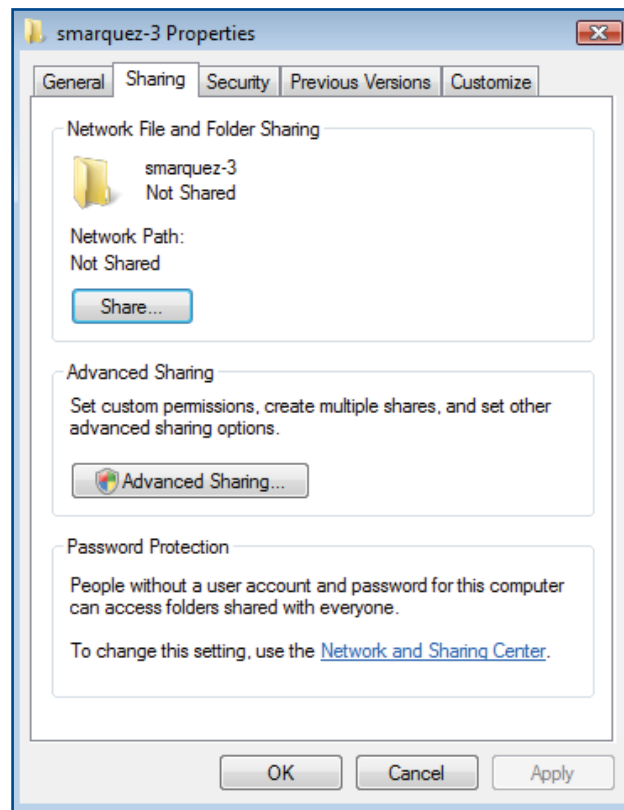 smarquez-3 Properties
General Sharing Security Previous Versions Customize
Network File and Folder Sharing
smarquez-3
Not Shared
Network Path:
Not Shared
Share...
Advanced Sharing
Set custom permissions, create multiple shares, and set other
advanced sharing options.
Advanced Sharing...
Password Protection
People without a user account and password for this computer
can access folders shared with everyone.
To change this setting, use the Network and Sharing Center.
OK Cancel Apply